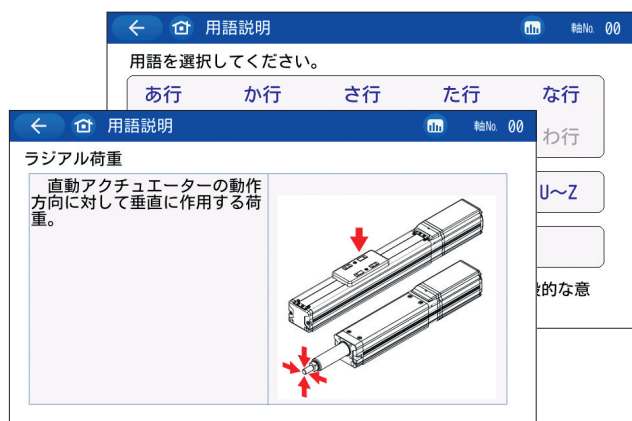 用語説明
軸No. 00
用語を選択してください。
あ行 か行 さ行 た行 な行
わ行
U～Z
的な意
用語説明
軸No. 00
ラジアル荷重
直動アクチュエーターの動作
方向に対して垂直に作用する荷
重。